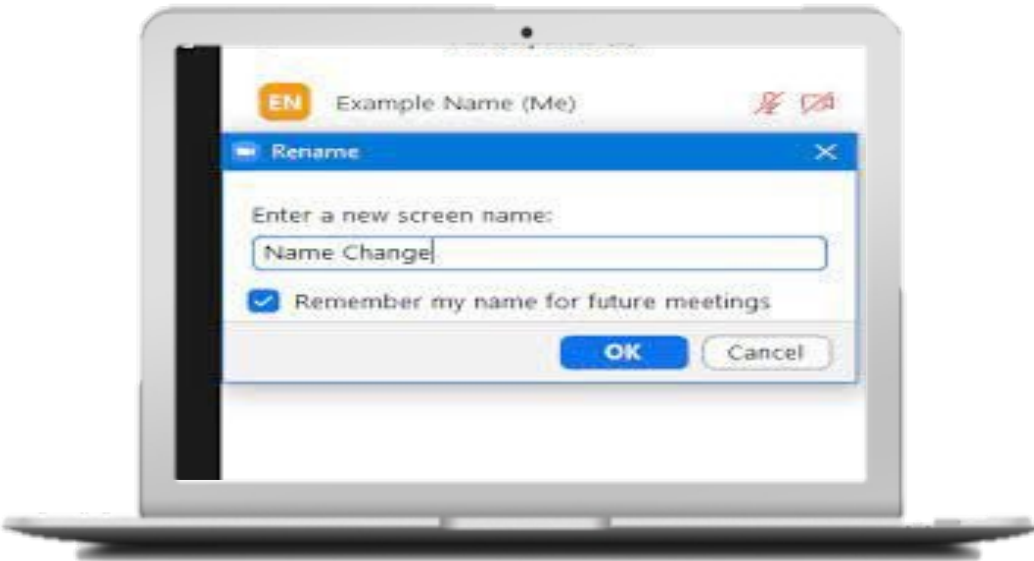 EN Example Name (Me)
Rename
Enter a new screen name:
Name Change
Remember my name for future meetings
OK Cancel